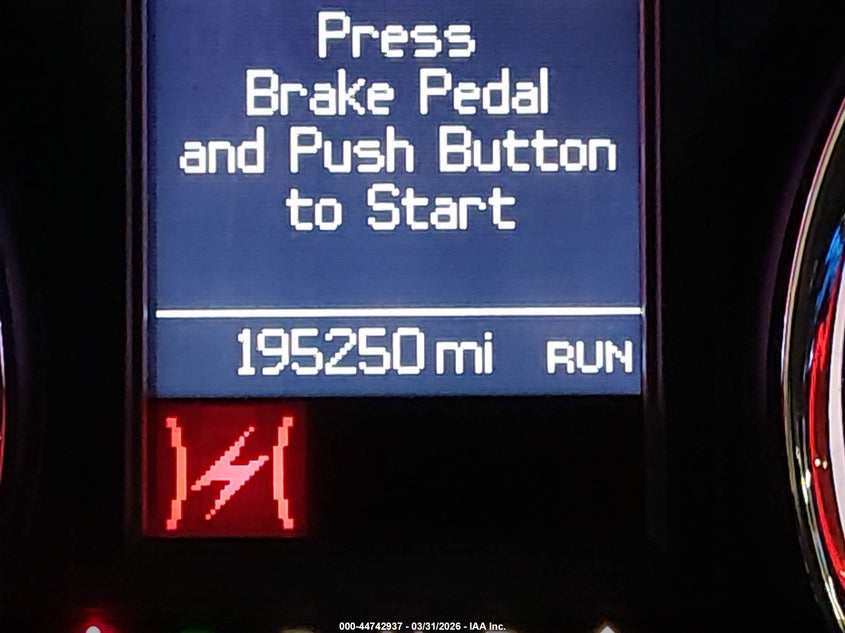 Press
Brake Pedal
and Push Button
to Start
195250 mi RUN
000-44742937 - 03/31/2026 - IAA Inc.